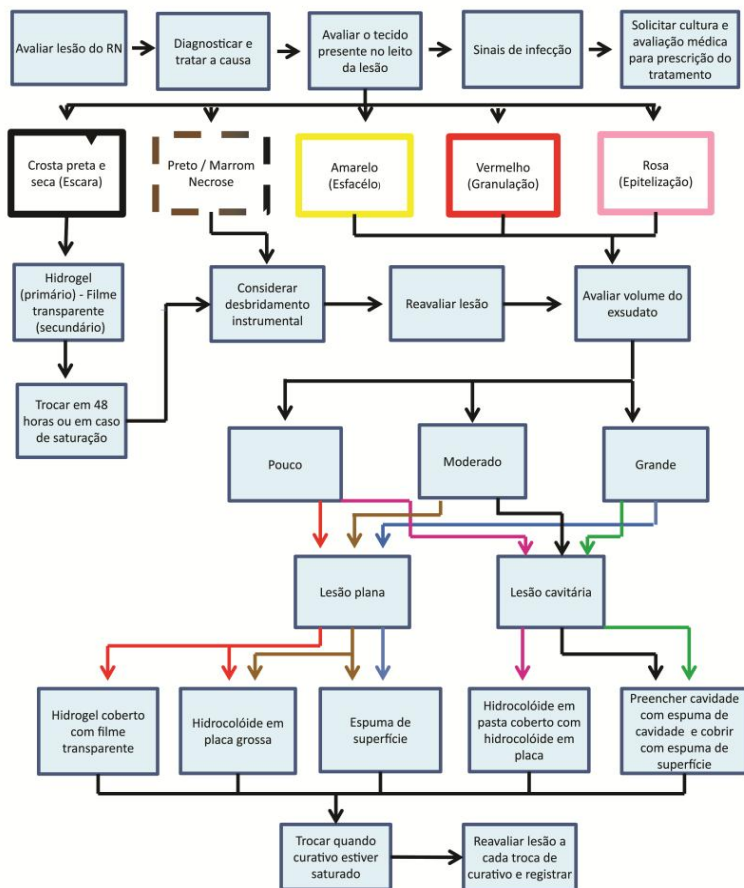 Avaliar lesão do RN
Diagnosticar e
tratar a causa
Avaliar o tecido
presente no leito
da lesão
Sinais de infecção
Solicitar cultura e
avaliação médica
para prescrição do
tratamento
Crosta preta e
seca (Escara)
Preto / Marrom
Necrose
Amarelo
(Esfacélo)
Vermelho
(Granulação)
Rosa
(Epitelização)
Hidrogel
(primário) - Filme
transparente
(secundário)
Considerar
desbridamento
instrumental
Reavaliar lesão
Avaliar volume do
exsudato
Trocar em 48
horas ou em caso
de saturação
Pouco
Moderado
Grande
Lesão plana
Lesão cavitária
Hidrogel coberto
com filme
transparente
Hidrocolóide em
placa grossa
Espuma de
superfície
Hidrocolóide em
pasta coberto com
hidrocolóide em
placa
Preencher cavidade
com espuma de
cavidade e cobrir
com espuma de
superfície
Trocar quando
curativo estiver
saturado
Reavaliar lesão a
cada troca de
curativo e registrar